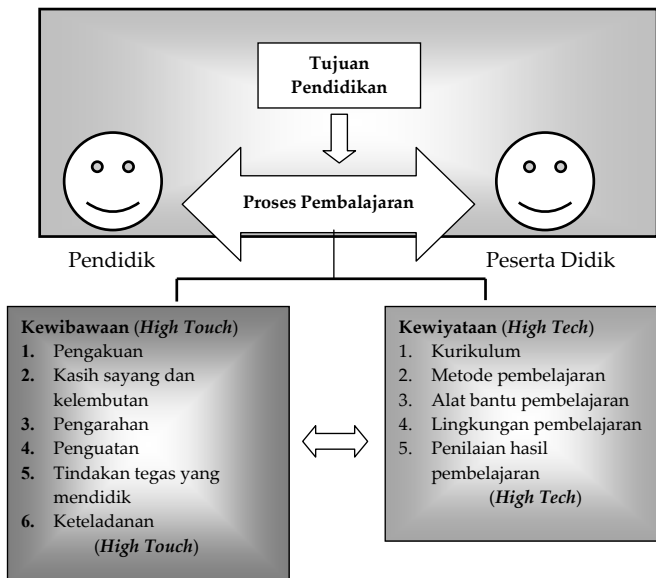 Tujuan
Pendidikan
Proses Pembalajaran
Pendidik
Peserta Didik
Kewibawaan (High Touch)
1. Pengakuan
2. Kasih sayang dan
kelembutan
3. Pengarahan
4. Penguatan
5. Tindakan tegas yang
mendidik
6. Keteladanan
(High Touch)
Kewiyataan (High Tech)
1. Kurikulum
2. Metode pembelajaran
3. Alat bantu pembelajaran
4. Lingkungan pembelajaran
5. Penilaian hasil
pembelajaran
(High Tech)